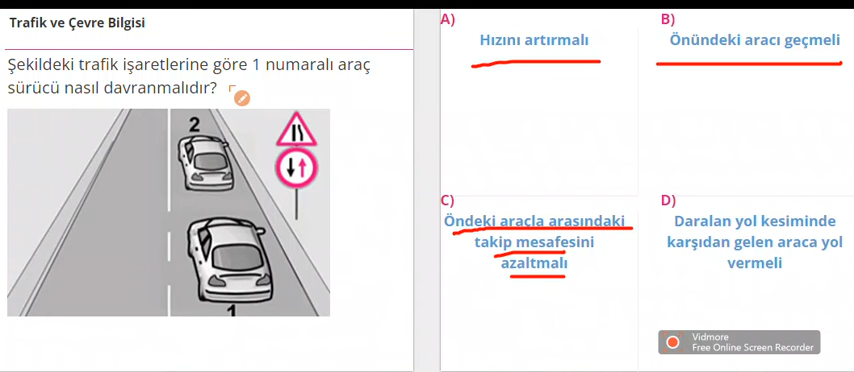 Trafik ve Çevre Bilgisi
Şekildeki trafik işaretlerine göre 1 numaralı araç
sürücü nasıl davranmalıdır?
2
1
A)
Hızını artırmalı
B)
Önündeki aracı geçmeli
C)
Öndeki araçla arasındaki
takip mesafesini
azaltmalı
D)
Daralan yol kesiminde
karşıdan gelen araca yol
vermeli
Vidmore
Free Online Screen Recorder